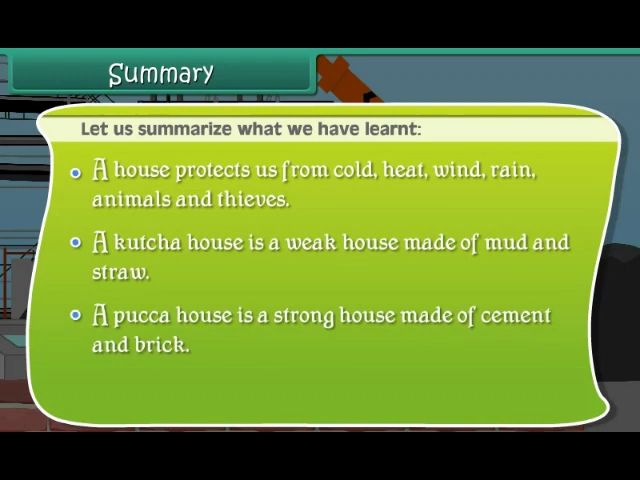 Summary
Let us summarize what we have learnt:
A house protects us from cold, heat, wind, rain,
animals and thieves.
A kutcha house is a weak house made of mud and
straw.
A pucca house is a strong house made of cement
and brick.